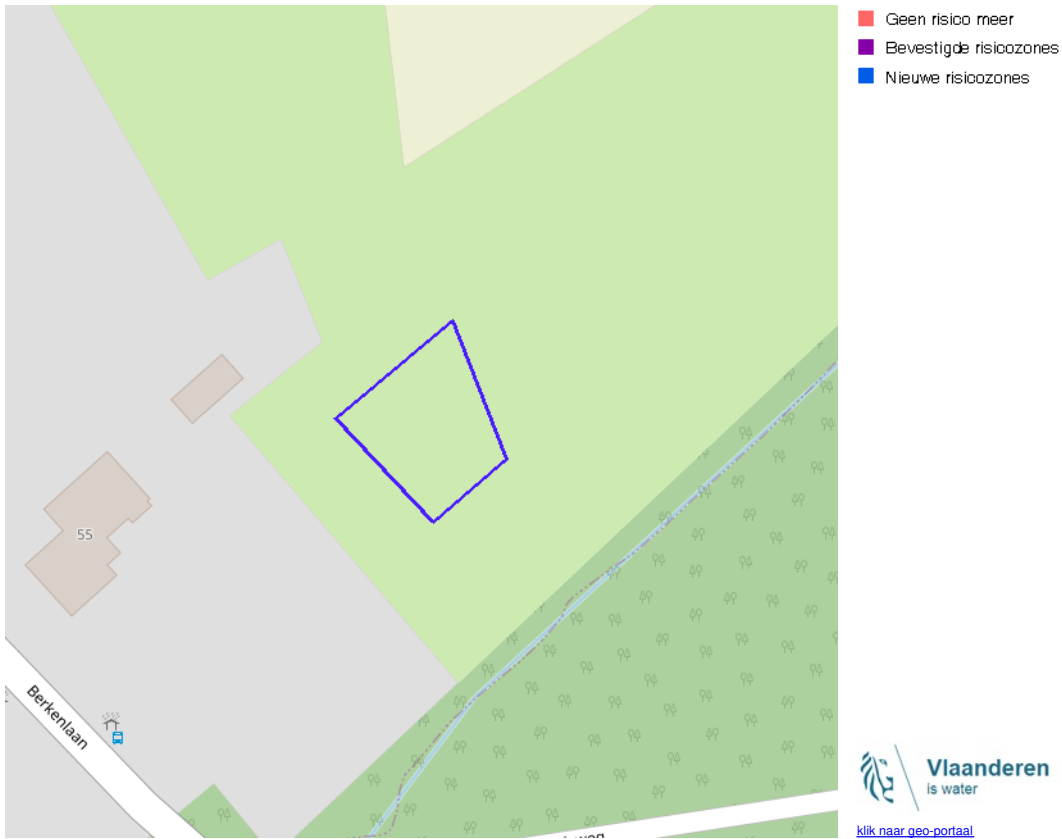 Geen risico meer
Bevestigde risicozones
Nieuwe risicozones
55
Berkenlaan
Vlaanderen
is water
klik naar geo-portaal